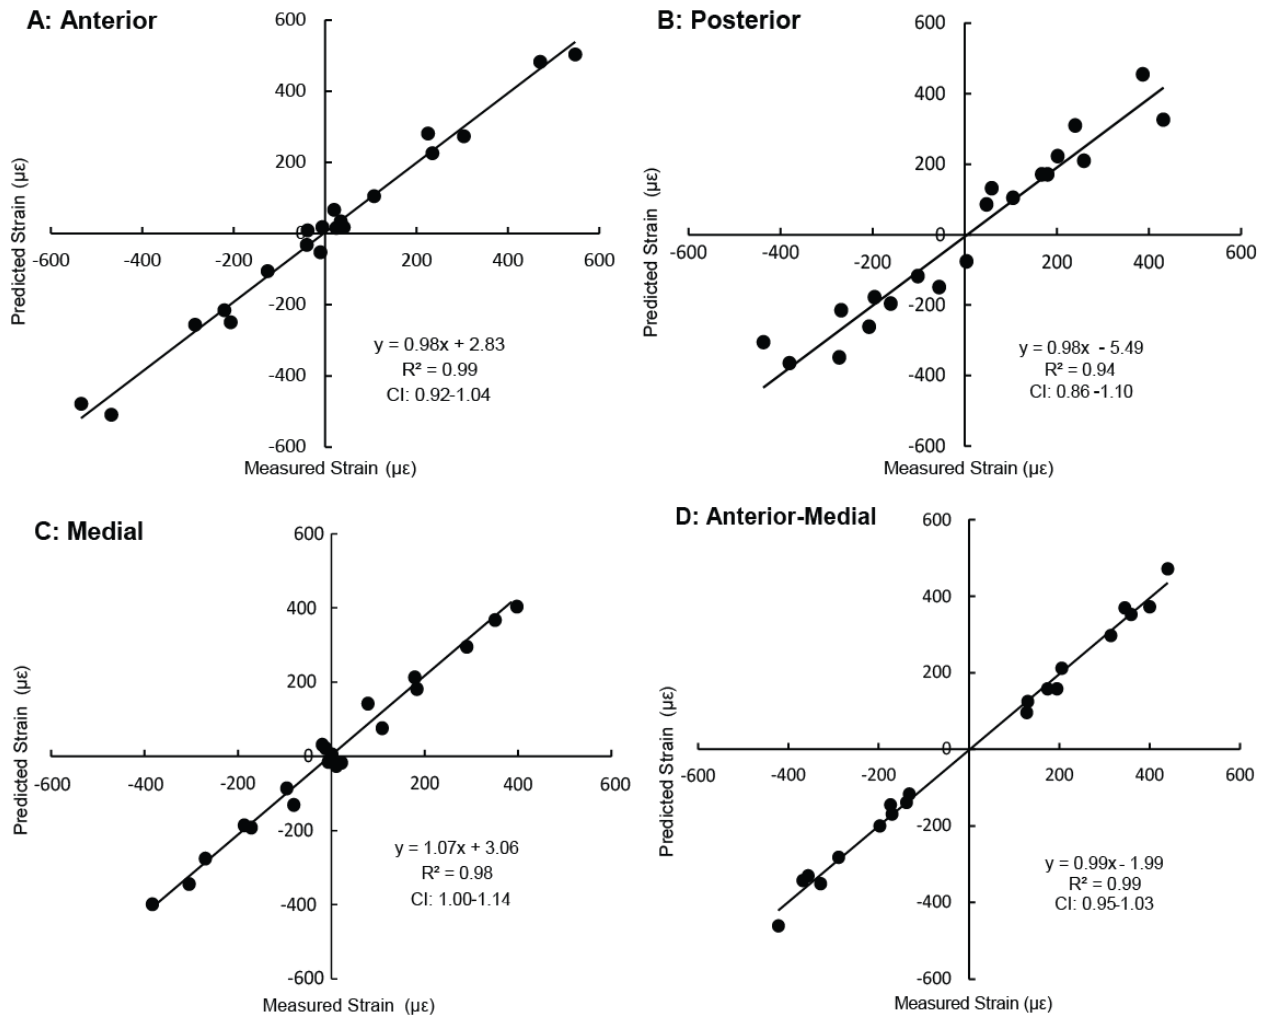 A: Anterior
600
400
200
0
-600
-400
-200
200
400
600
-200
-400
-600
Predicted Strain (µε)
Measured Strain (µε)
y = 0.98x + 2.83
R² = 0.99
CI: 0.92-1.04
B: Posterior
600
400
200
0
-600
-400
-200
200
400
600
-200
-400
-600
Predicted Strain (µε)
Measured Strain (µε)
y = 0.98x - 5.49
R² = 0.94
CI: 0.86-1.10
C: Medial
600
400
200
0
-600
-400
-200
200
400
600
-200
-400
-600
Predicted Strain (µε)
Measured Strain (µε)
y = 1.07x + 3.06
R² = 0.98
CI: 1.00-1.14
D: Anterior-Medial
600
400
200
0
-600
-400
-200
200
400
600
-200
-400
-600
Predicted Strain (µε)
Measured Strain (µε)
y = 0.99x - 1.99
R² = 0.99
CI: 0.95-1.03